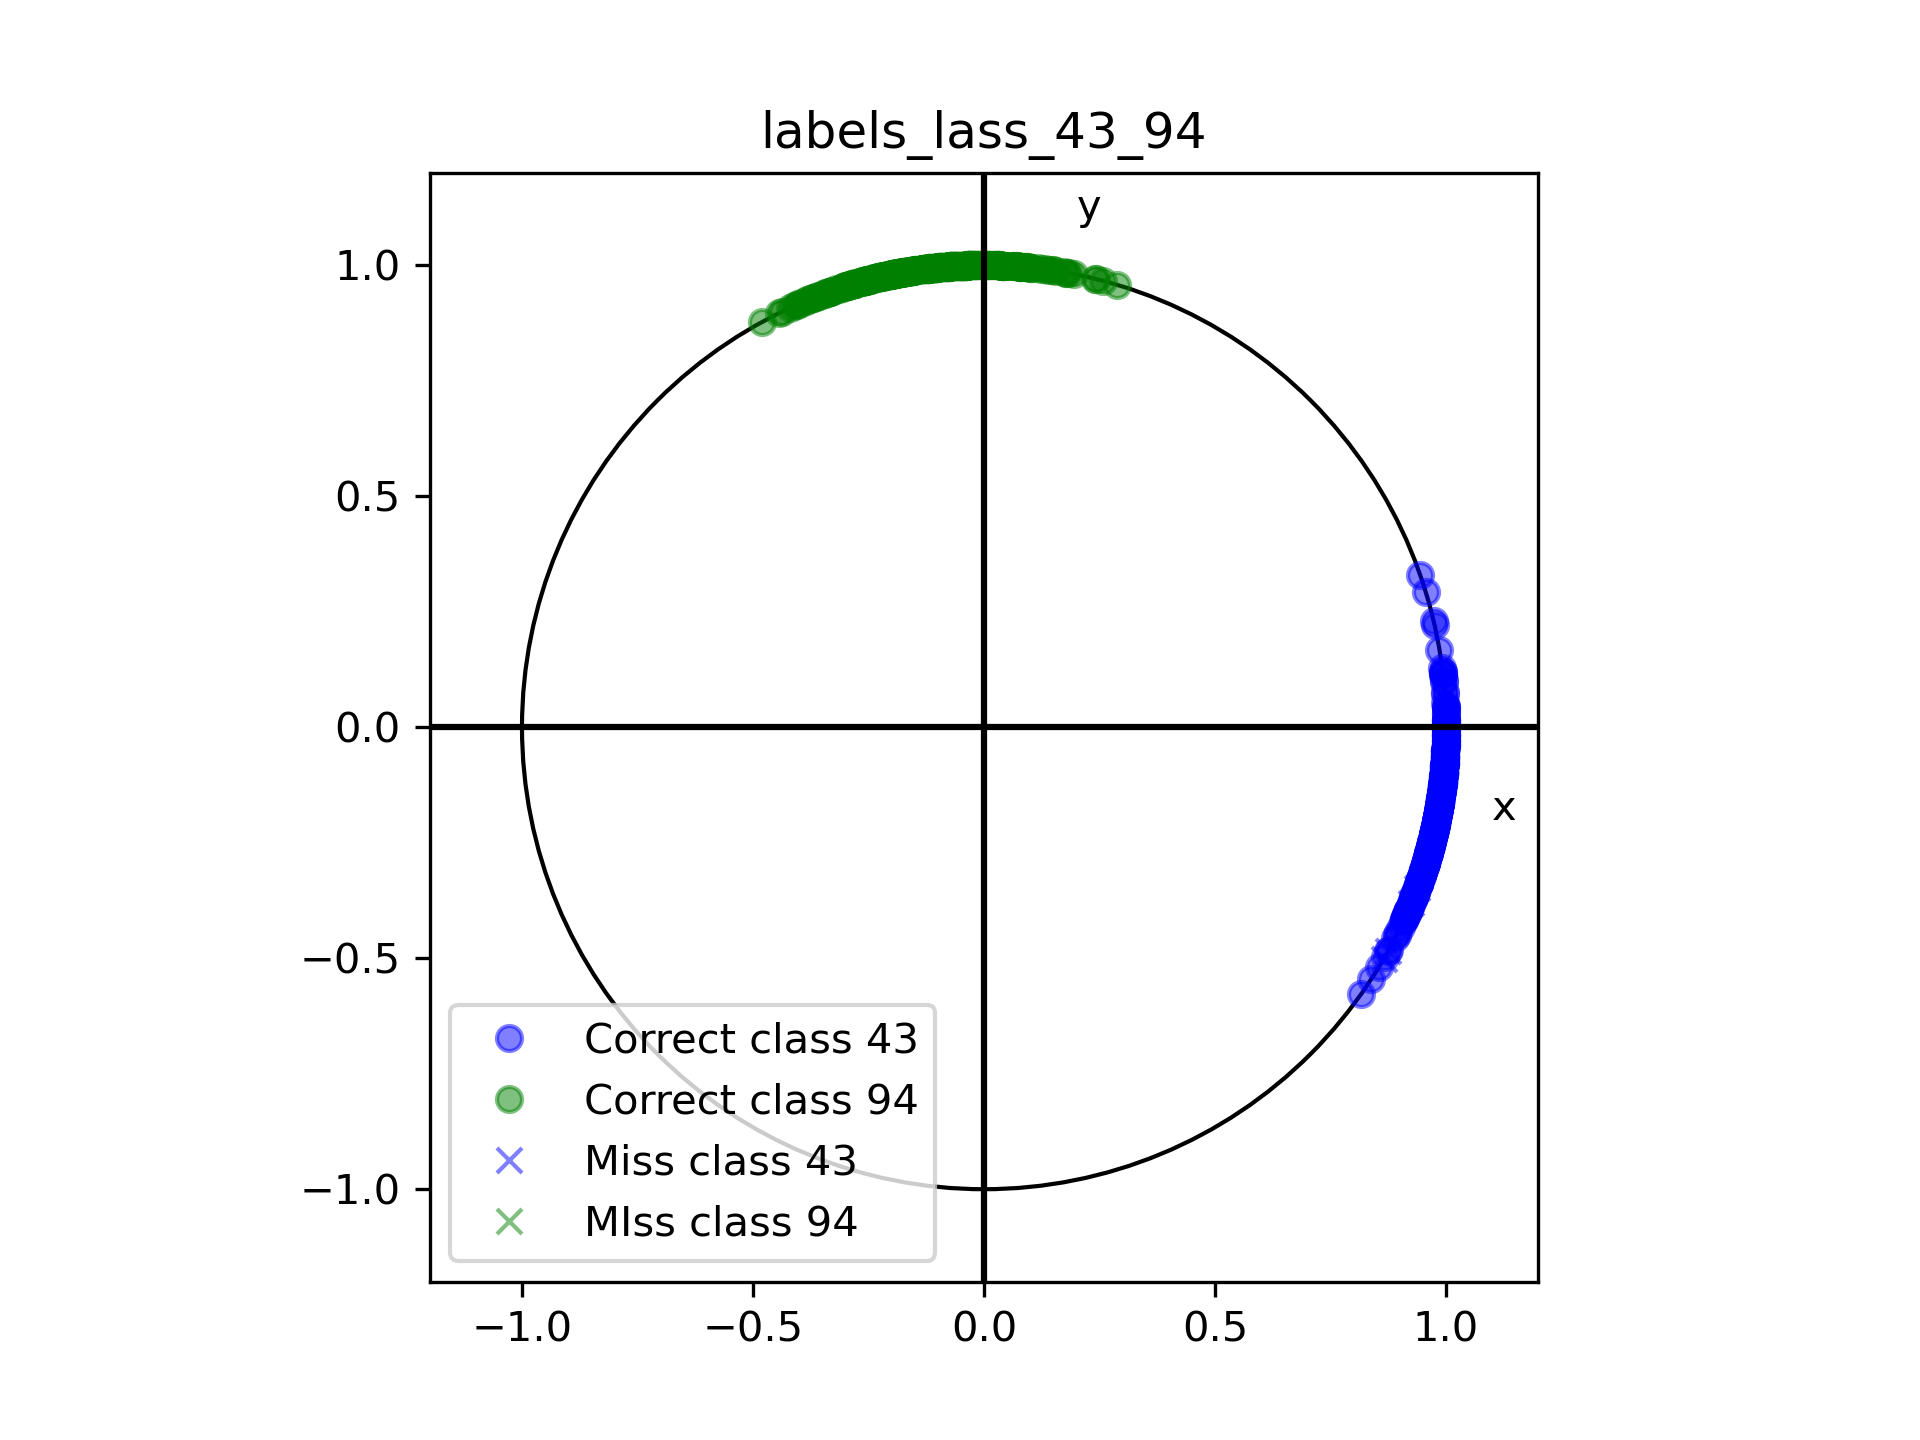 labels_lass_43_94
y
1.0
0.5
0.0
−0.5
−1.0
x
Correct class 43
Correct class 94
Miss class 43
MIss class 94
−1.0 −0.5 0.0 0.5 1.0